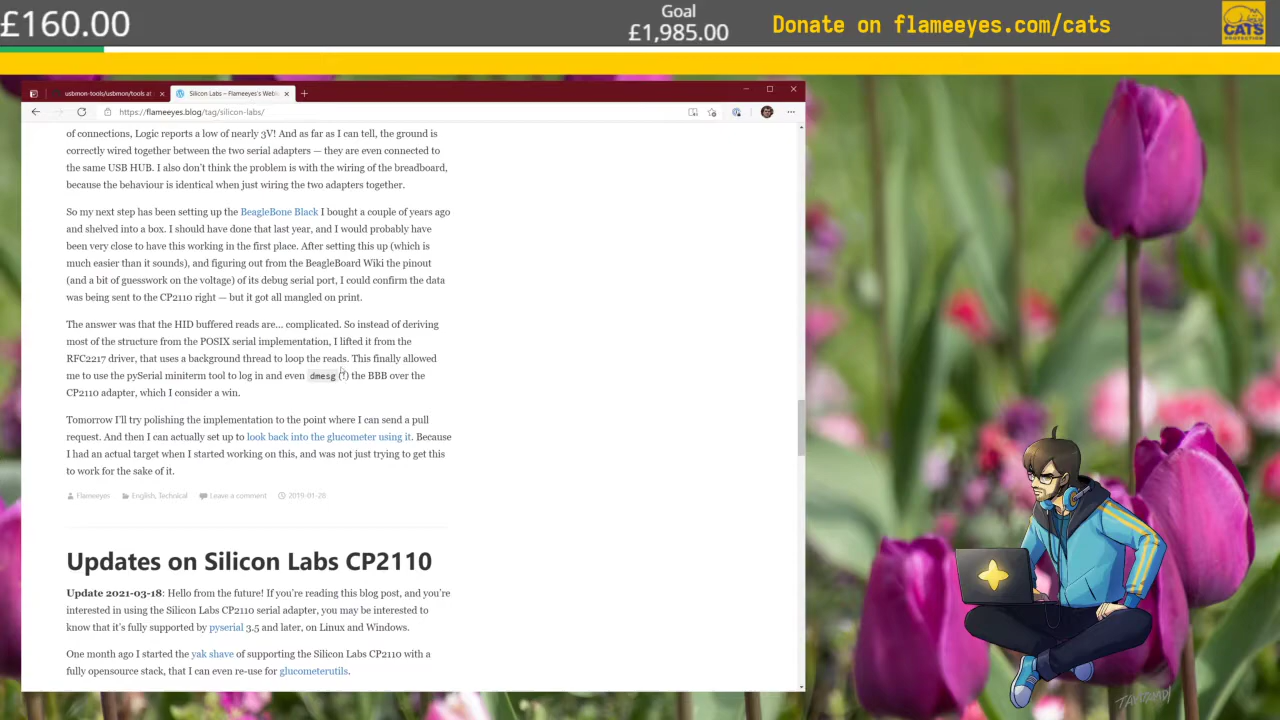 £160.00
Goal
£1,985.00
Donate on flameeyes.com/cats
CATS
PROTECTION
usbmon-tools/usbmon/tools at
Silicon Labs – Flameeyes's Weblo
https://flameeyes.blog/tag/silicon-labs/
of connections, Logic reports a low of nearly 3V! And as far as I can tell, the ground is
correctly wired together between the two serial adapters — they are even connected to
the same USB HUB. I also don't think the problem is with the wiring of the breadboard,
because the behaviour is identical when just wiring the two adapters together.
So my next step has been setting up the BeagleBone Black I bought a couple of years ago
and shelved into a box. I should have done that last year, and I would probably have
been very close to have this working in the first place. After setting this up (which is
much easier than it sounds), and figuring out from the BeagleBoard Wiki the pinout
(and a bit of guesswork on the voltage) of its debug serial port, I could confirm the data
was being sent to the CP2110 right — but it got all mangled on print.
The answer was that the HID buffered reads are… complicated. So instead of deriving
most of the structure from the POSIX serial implementation, I lifted it from the
RFC2217 driver, that uses a background thread to loop the reads. This finally allowed
me to use the pySerial miniterm tool to log in and even dmesg (!) the BBB over the
CP2110 adapter, which I consider a win.
Tomorrow I'll try polishing the implementation to the point where I can send a pull
request. And then I can actually set up to look back into the glucometer using it. Because
I had an actual target when I started working on this, and was not just trying to get this
to work for the sake of it.
Flameeyes English, Technical Leave a comment 2019-01-28
Updates on Silicon Labs CP2110
Update 2021-03-18: Hello from the future! If you're reading this blog post, and you're
interested in using the Silicon Labs CP2110 serial adapter, you may be interested to
know that it's fully supported by pyserial 3.5 and later, on Linux and Windows.
One month ago I started the yak shave of supporting the Silicon Labs CP2110 with a
fully opensource stack, that I can even re-use for glucometerutils.